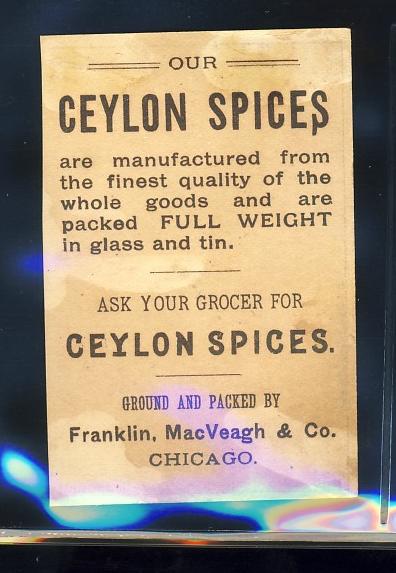 OUR
CEYLON SPICES
are manufactured from
the finest quality of the
whole goods and are
packed FULL WEIGHT
in glass and tin.
ASK YOUR GROCER FOR
CEYLON SPICES.
GROUND AND PACKED BY
Franklin, MacVeagh & Co.
CHICAGO.